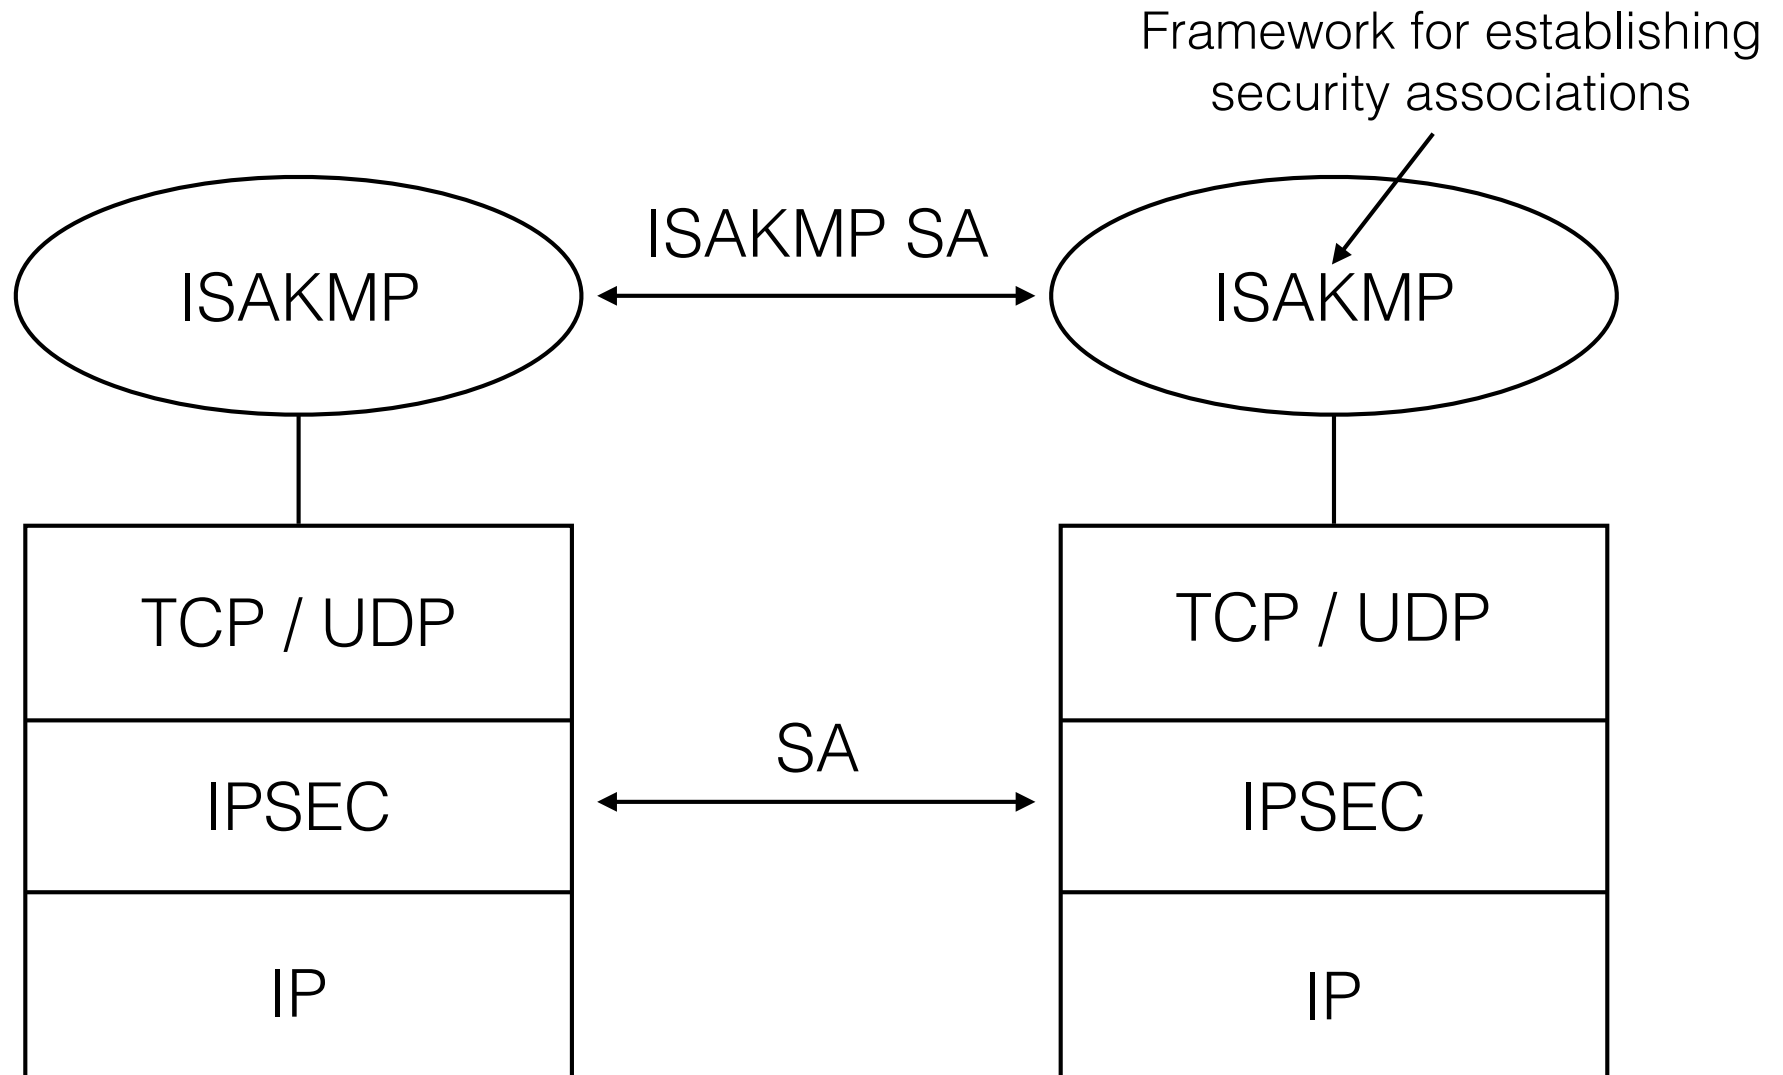 Framework for establishing
security associations
ISAKMP
ISAKMP SA
ISAKMP
TCP / UDP
TCP / UDP
SA
IPSEC
IPSEC
IP
IP